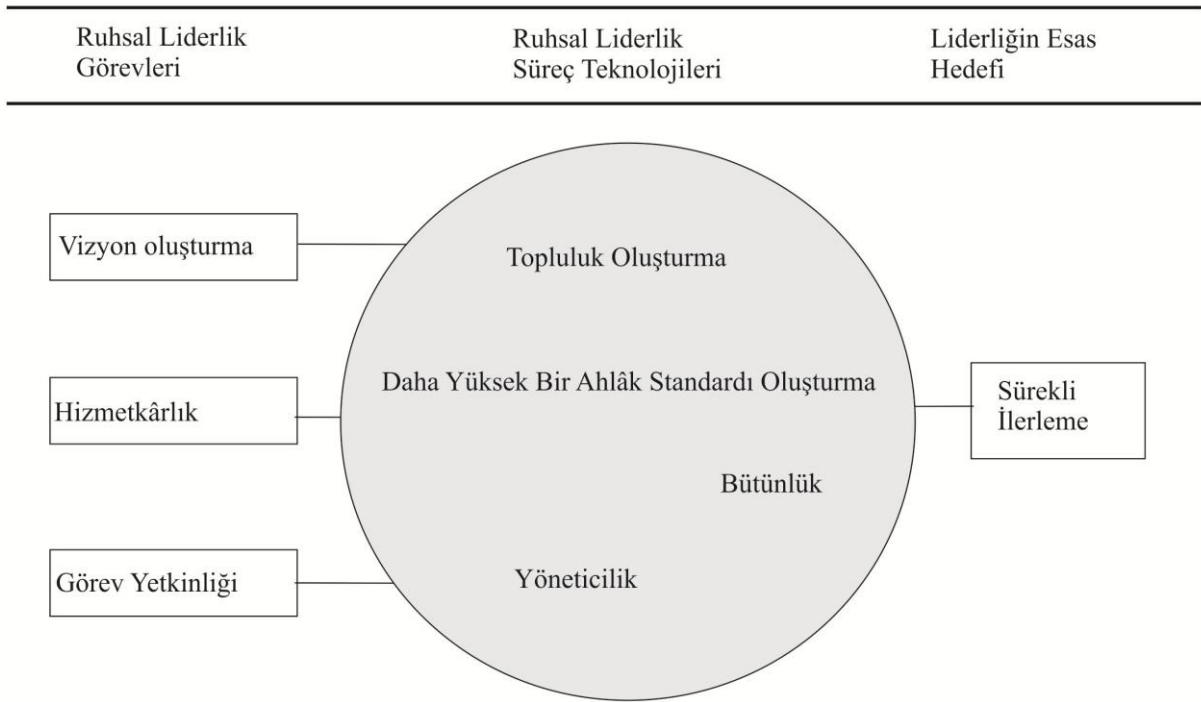 Ruhsal Liderlik
Görevleri
Ruhsal Liderlik
Süreç Teknolojileri
Liderliğin Esas
Hedefi
Vizyon oluşturma
Topluluk Oluşturma
Daha Yüksek Bir Ahlâk Standardı Oluşturma
Hizmetkârlık
Sürekli
İlerleme
Bütünlük
Görev Yetkinliği
Yöneticilik